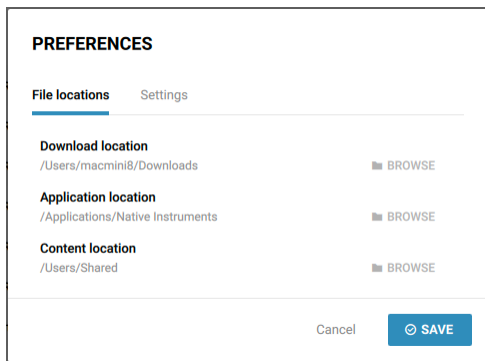 PREFERENCES
File locations Settings
Download location
/Users/macmini8/Downloads BROWSE
Application location
/Applications/Native Instruments BROWSE
Content location
/Users/Shared BROWSE
Cancel SAVE